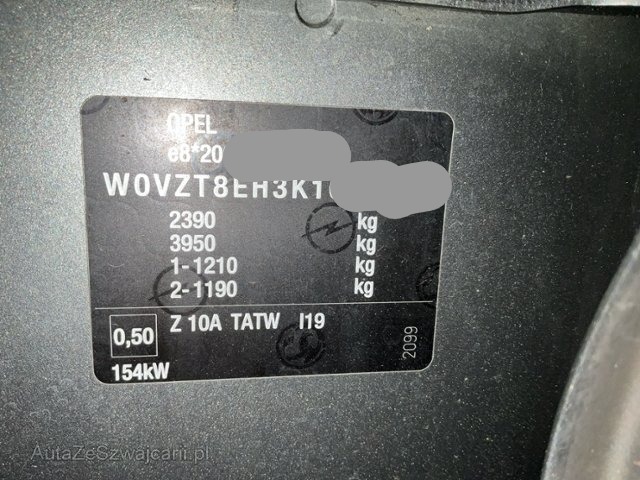 OPEL
e8*20
W0VZT8EH3K1
2390 kg
3950 kg
1-1210 kg
2-1190 kg
0,50 Z 10A TATW I19
2099
154kW
AutaZeSzwajcarii.pl